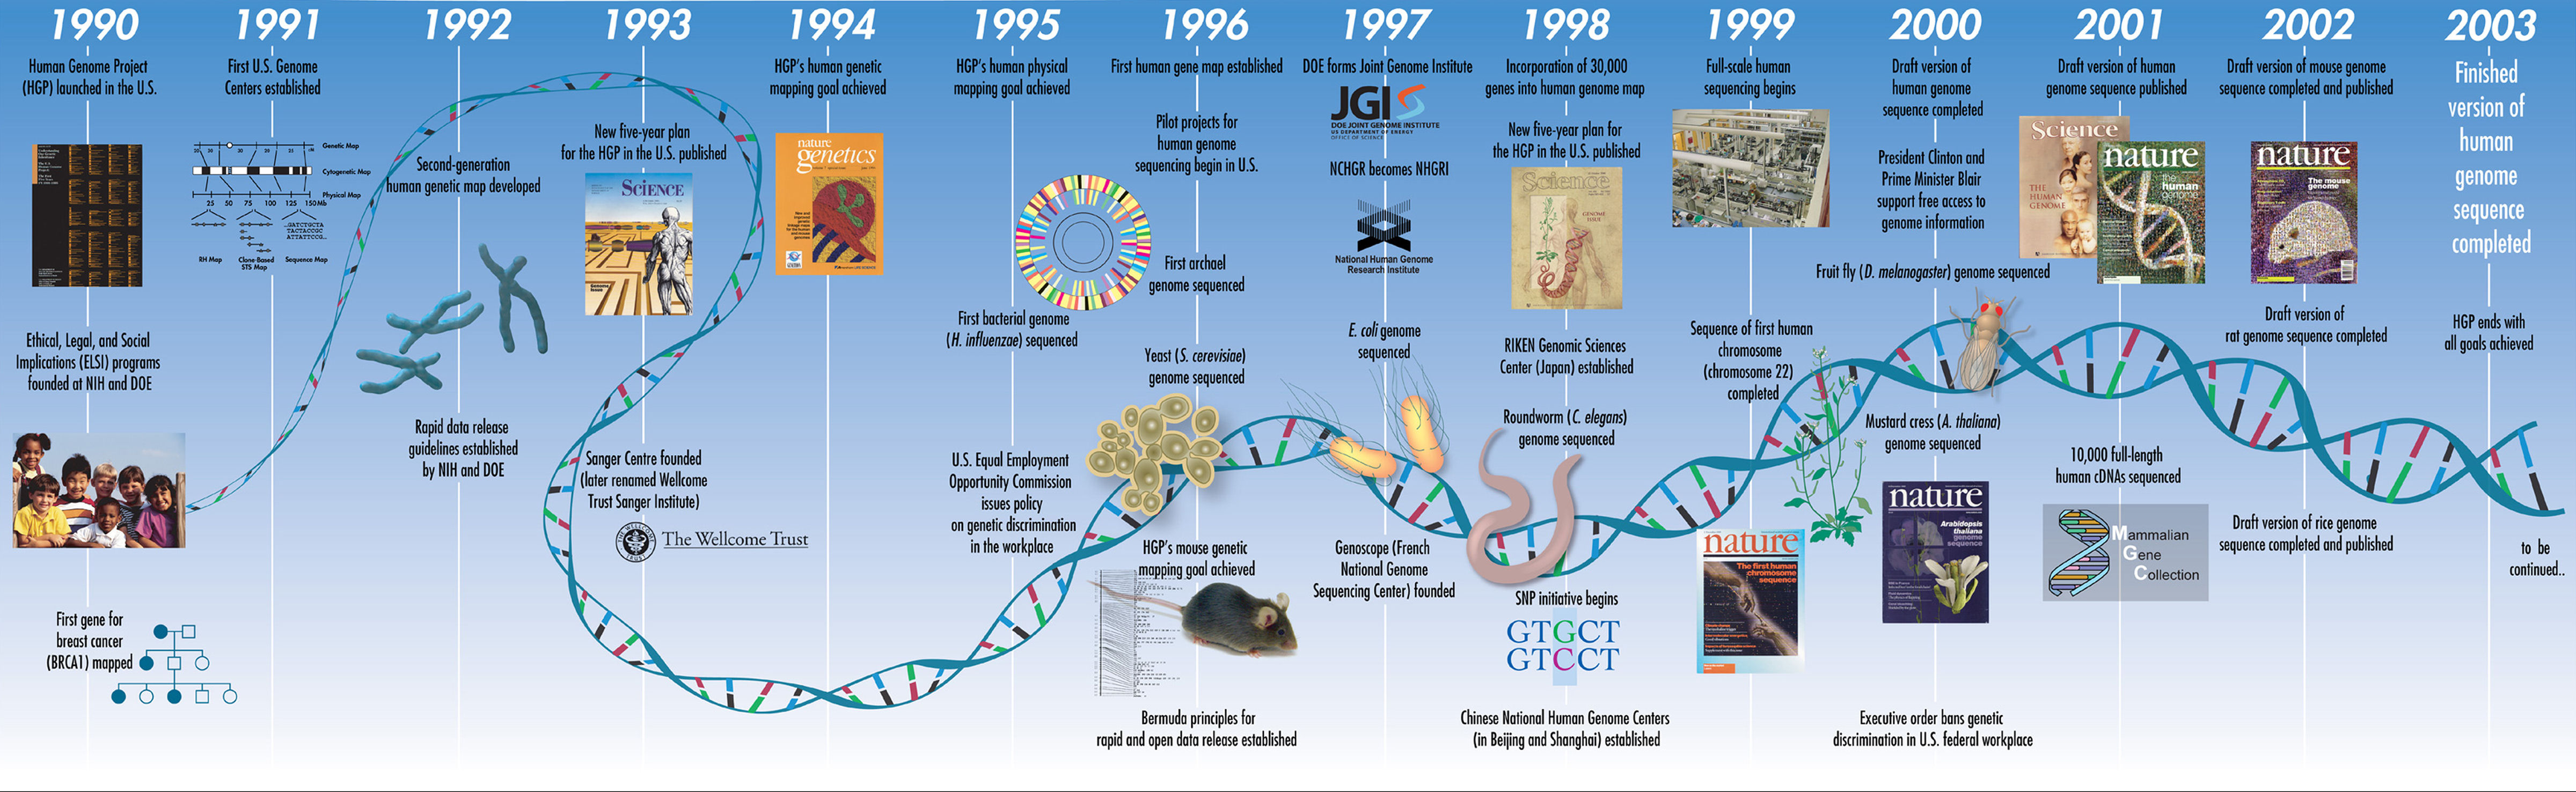 1990
Human Genome Project
(HGP) launched in the U.S.
Ethical, Legal, and Social
Implications (ELSI) programs
founded at NIH and DOE
First gene for
breast cancer
(BRCA1) mapped
1991
First U.S. Genome
Centers established
Genetic Map
Cytogenetic Map
Physical Map
25 50 75 100 125 150Mb
..GATCTGCTA
TACTACCGC
ATTATTCCG..
RH Map
Clone-Based
STS Map
Sequence Map
1992
Second-generation
human genetic map developed
Rapid data release
guidelines established
by NIH and DOE
1993
New five-year plan
for the HGP in the U.S. published
SCIENCE
Sanger Centre founded
(later renamed Wellcome
Trust Sanger Institute)
The Wellcome Trust
1994
HGP's human genetic
mapping goal achieved
nature
genetics
1995
HGP's human physical
mapping goal achieved
First bacterial genome
(H. influenzae) sequenced
U.S. Equal Employment
Opportunity Commission
issues policy
on genetic discrimination
in the workplace
1996
First human gene map established
Pilot projects for
human genome
sequencing begin in U.S.
First archael
genome sequenced
Yeast (S. cerevisiae)
genome sequenced
HGP's mouse genetic
mapping goal achieved
Bermuda principles for
rapid and open data release established
1997
DOE forms Joint Genome Institute
JGI
DOE JOINT GENOME INSTITUTE
US DEPARTMENT OF ENERGY
OFFICE OF SCIENCE
NCHGR becomes NHGRI
National Human Genome
Research Institute
E. coli genome
sequenced
Genoscope (French
National Genome
Sequencing Center) founded
1998
Incorporation of 30,000
genes into human genome map
New five-year plan for
the HGP in the U.S. published
Science
GENOME
ISSUE
RIKEN Genomic Sciences
Center (Japan) established
Roundworm (C. elegans)
genome sequenced
SNP initiative begins
GTGCT
GTCCT
Chinese National Human Genome Centers
(in Beijing and Shanghai) established
1999
Full-scale human
sequencing begins
Sequence of first human
chromosome
(chromosome 22)
completed
nature
The first human
chromosome
sequence
2000
Draft version of
human genome
sequence completed
President Clinton and
Prime Minister Blair
support free access to
genome information
Fruit fly (D. melanogaster) genome sequenced
Mustard cress (A. thaliana)
genome sequenced
nature
Arabidopsis
thaliana
genome
sequence
Executive order bans genetic
discrimination in U.S. federal workplace
2001
Draft version of human
genome sequence published
Science
THE
HUMAN
GENOME
nature
the
human
genome
10,000 full-length
human cDNAs sequenced
Mammalian
Gene
Collection
2002
Draft version of mouse genome
sequence completed and published
nature
The mouse
genome
Draft version of
rat genome sequence completed
Draft version of rice genome
sequence completed and published
2003
Finished
version of
human
genome
sequence
completed
HGP ends with
all goals achieved
to be
continued..